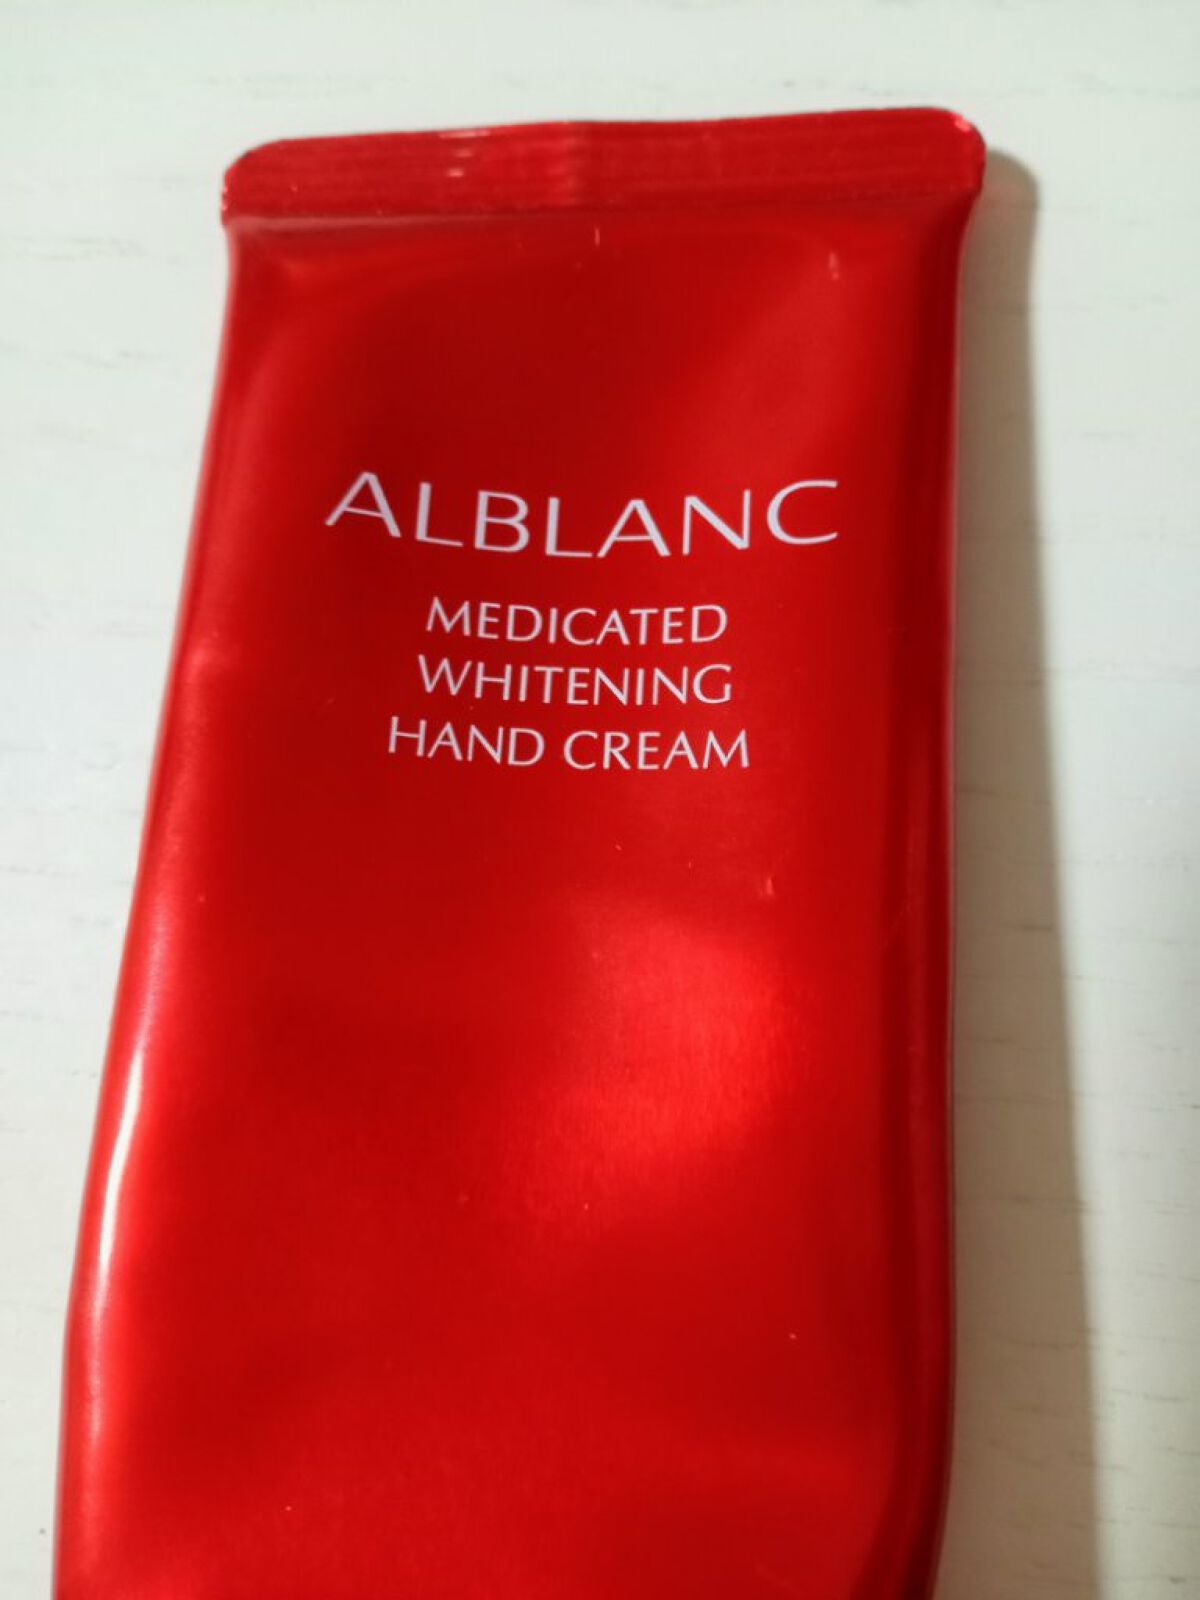 ALBLANC
MEDICATED
WHITENING
HAND CREAM